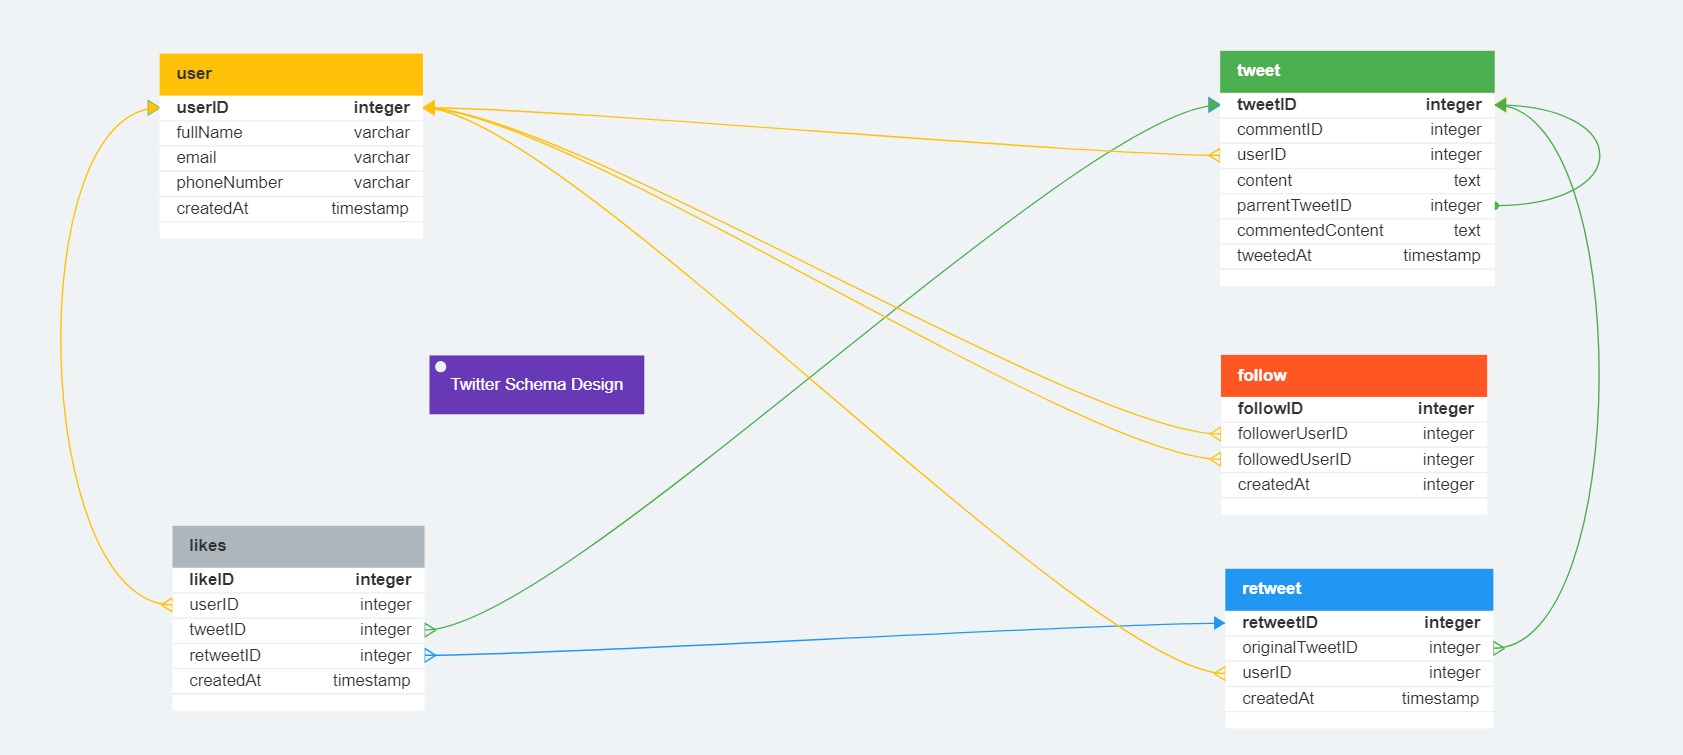 user
userID integer
fullName varchar
email varchar
phoneNumber varchar
createdAt timestamp
tweet
tweetID integer
commentID integer
userID integer
content text
parrentTweetID integer
commentedContent text
tweetedAt timestamp
Twitter Schema Design
follow
followID integer
followerUserID integer
followedUserID integer
createdAt integer
likes
likeID integer
userID integer
tweetID integer
retweetID integer
createdAt timestamp
retweet
retweetID integer
originalTweetID integer
userID integer
createdAt timestamp